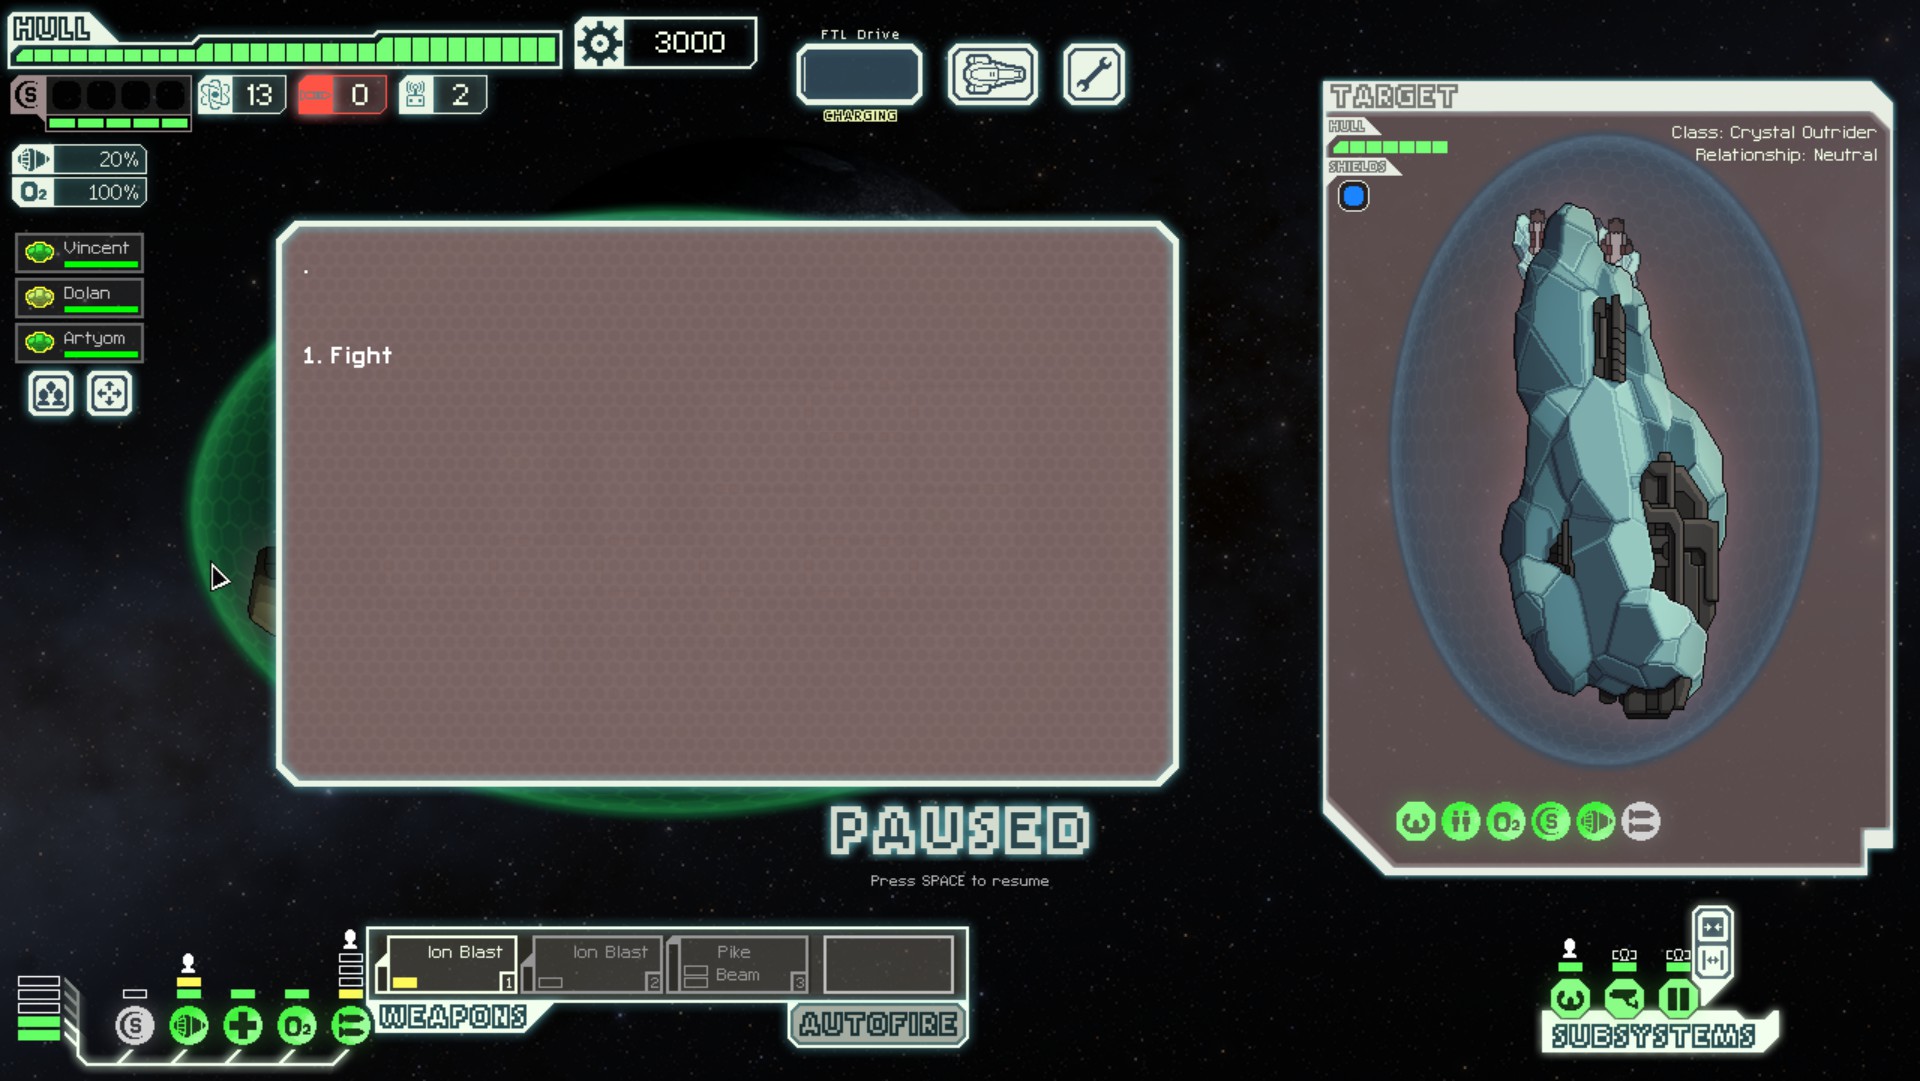 HULL
3000
FTL Drive
CHARGING
S
13
0
2
20%
O2
100%
Vincent
Dolan
Artyom
.
1. Fight
TARGET
HULL
Class: Crystal Outrider
Relationship: Neutral
SHIELDS
O2
S
PAUSED
Press SPACE to resume
Ion Blast
1
Ion Blast
2
Pike
Beam
3
S
O2
WEAPONS
AUTOFIRE
SUBSYSTEMS